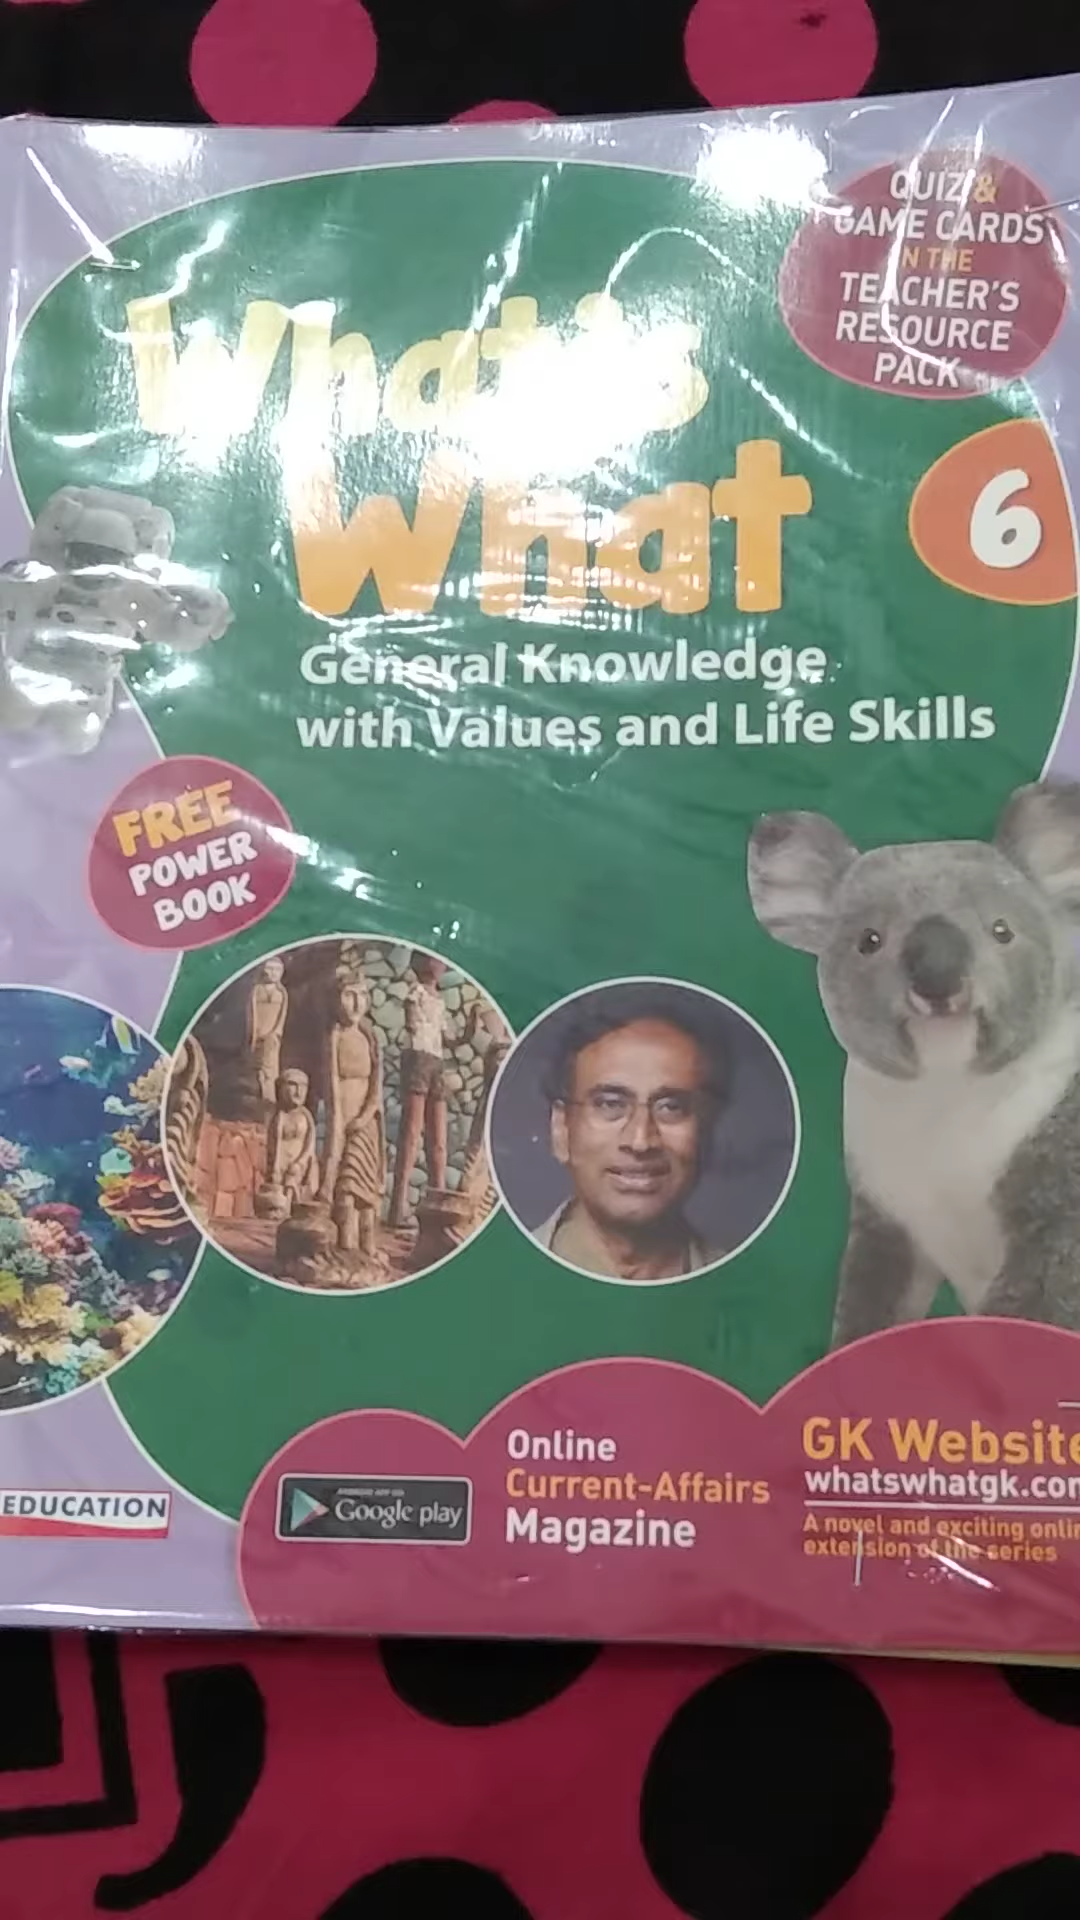 QUIZ &
GAME CARDS
IN THE
TEACHER'S
RESOURCE
PACK
What's
What
6
General Knowledge
with Values and Life Skills
FREE
POWER
BOOK
EDUCATION
Google play
Online
Current-Affairs
Magazine
GK Website
whatswhatgk.com
A novel and exciting onlin
extension of the series